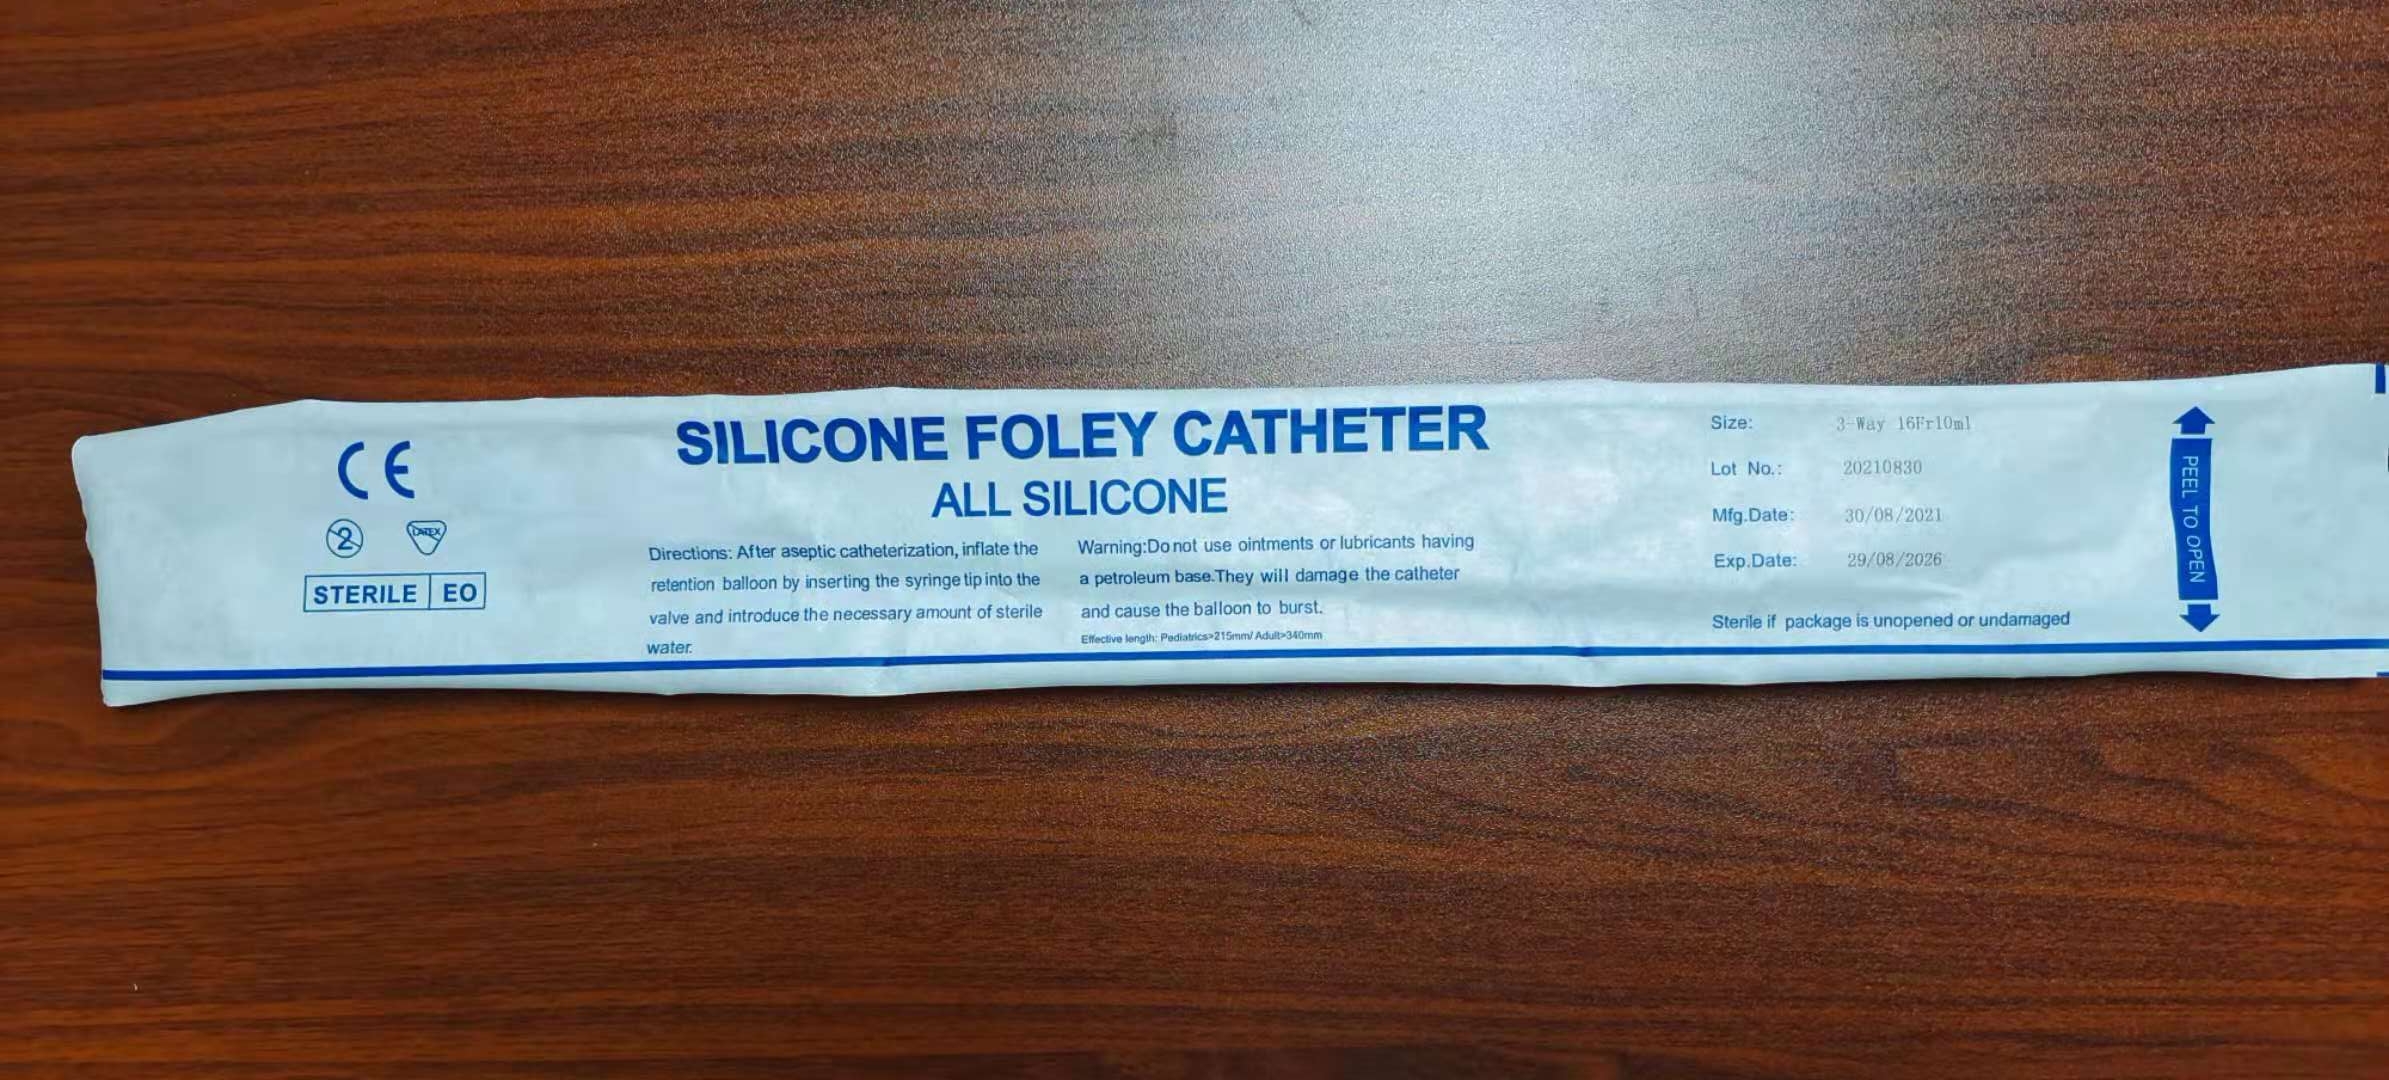 CE
2
LATEX
STERILE EO
SILICONE FOLEY CATHETER
ALL SILICONE
Directions: After aseptic catheterization, inflate the
retention balloon by inserting the syringe tip into the
valve and introduce the necessary amount of sterile
water.
Warning:Do not use ointments or lubricants having
a petroleum base.They will damage the catheter
and cause the balloon to burst.
Effective length: Pediatrics>215mm/ Adult>340mm
Size: 3-Way 16Fr10ml
Lot No.: 20210830
Mfg.Date: 30/08/2021
Exp.Date: 29/08/2026
Sterile if package is unopened or undamaged
PEEL TO OPEN